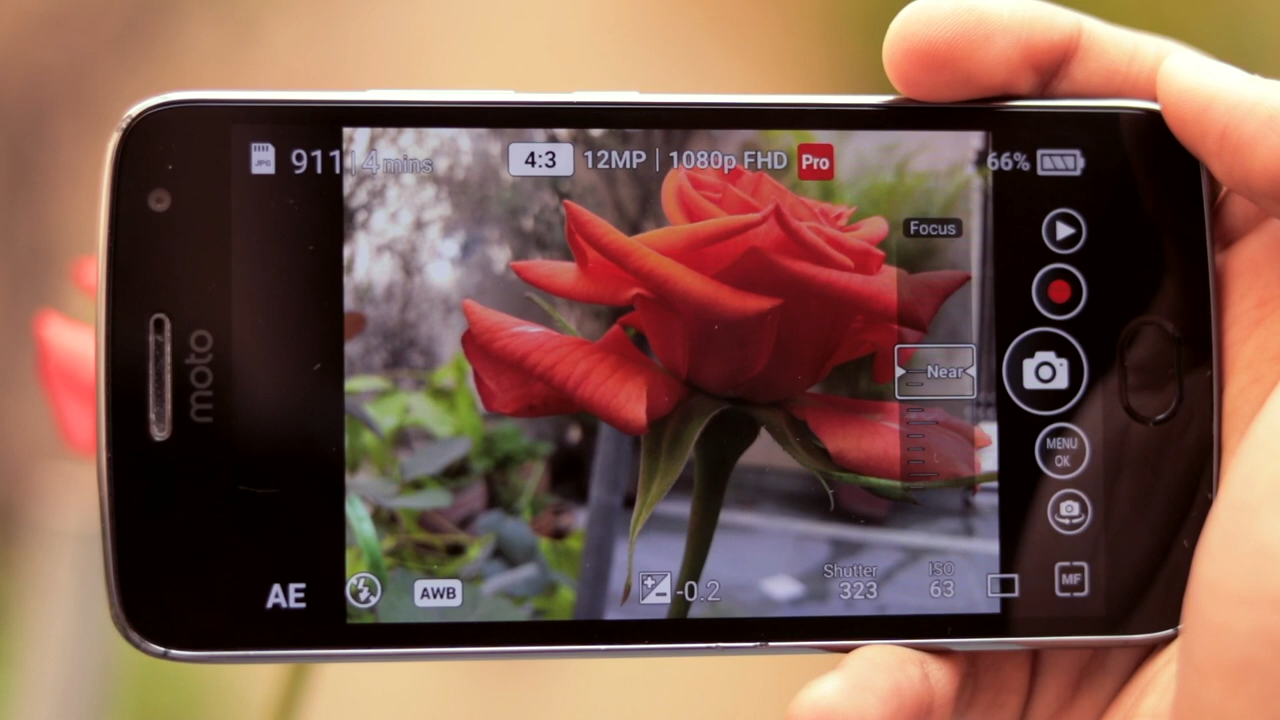 moto
JPG 911 | 4 mins 4:3 12MP | 1080p FHD Pro 66%
Focus
Near
MENU
OK
AE AWB -0.2 Shutter 323 ISO 63 MF